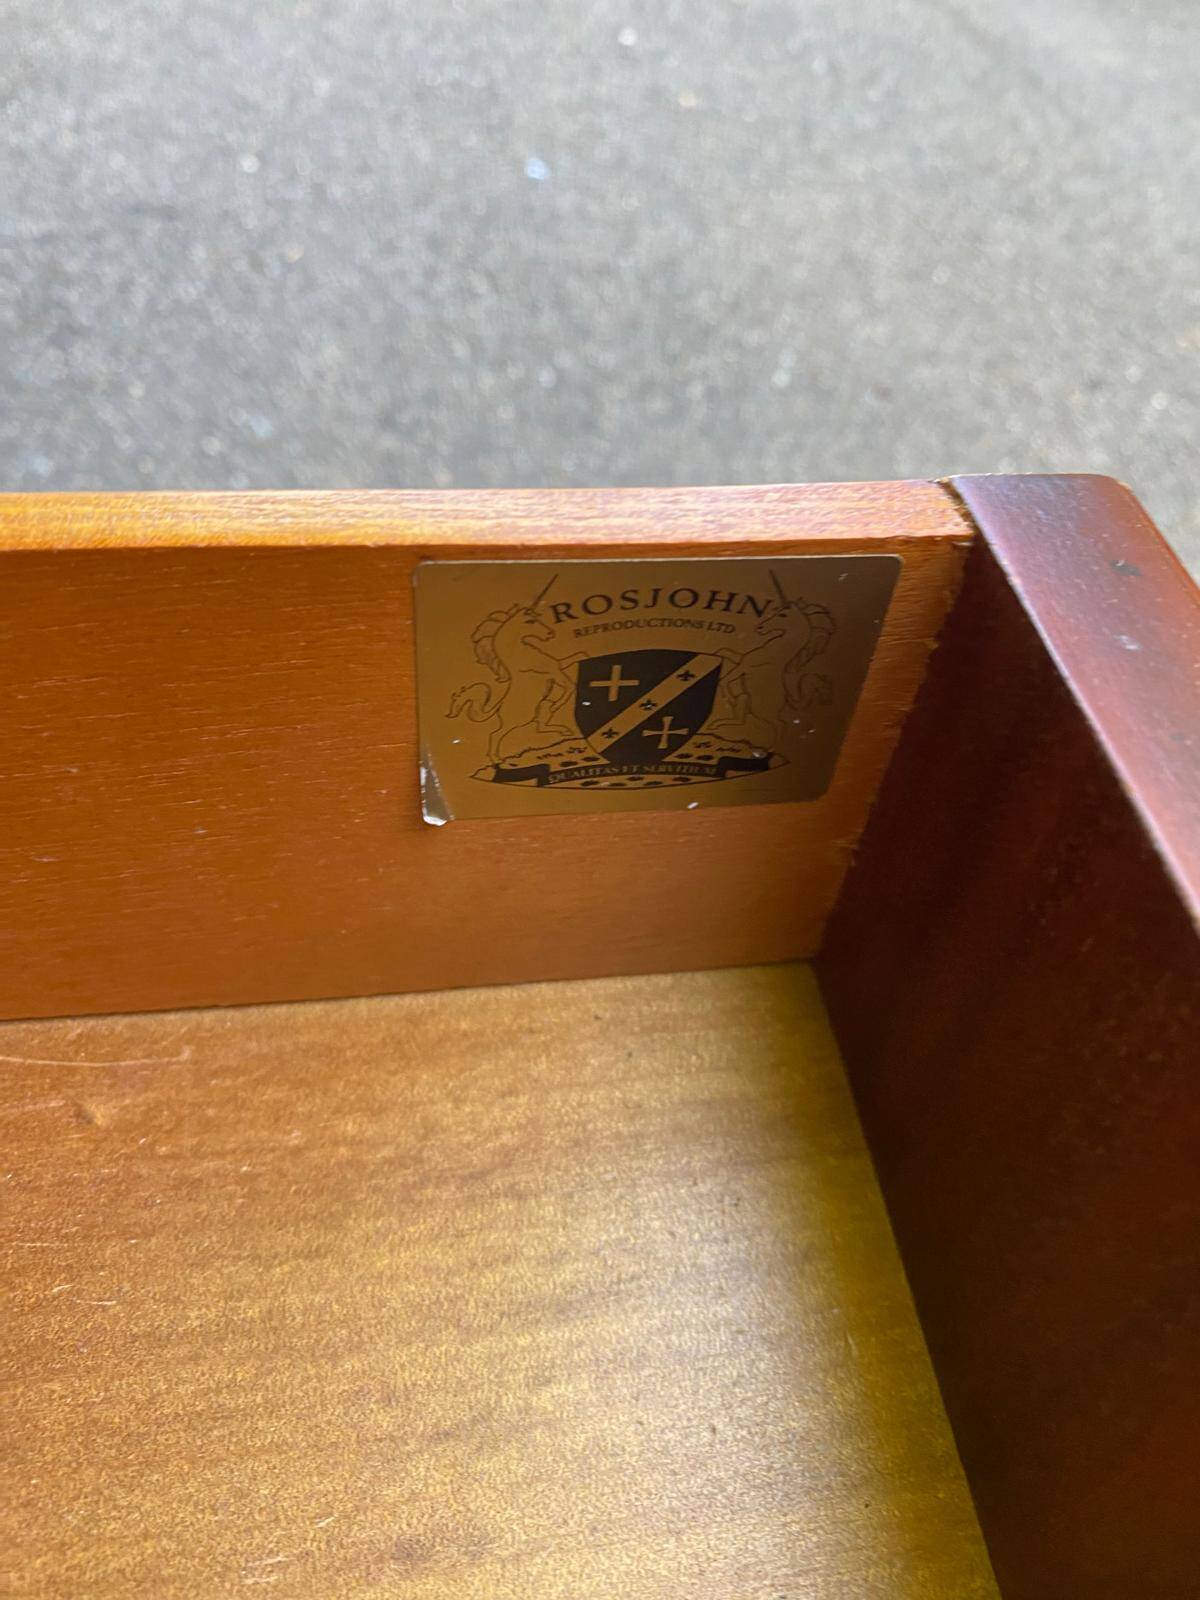 ROSJOHN
REPRODUCTIONS LTD
QUALITAS ET SERVITIUM